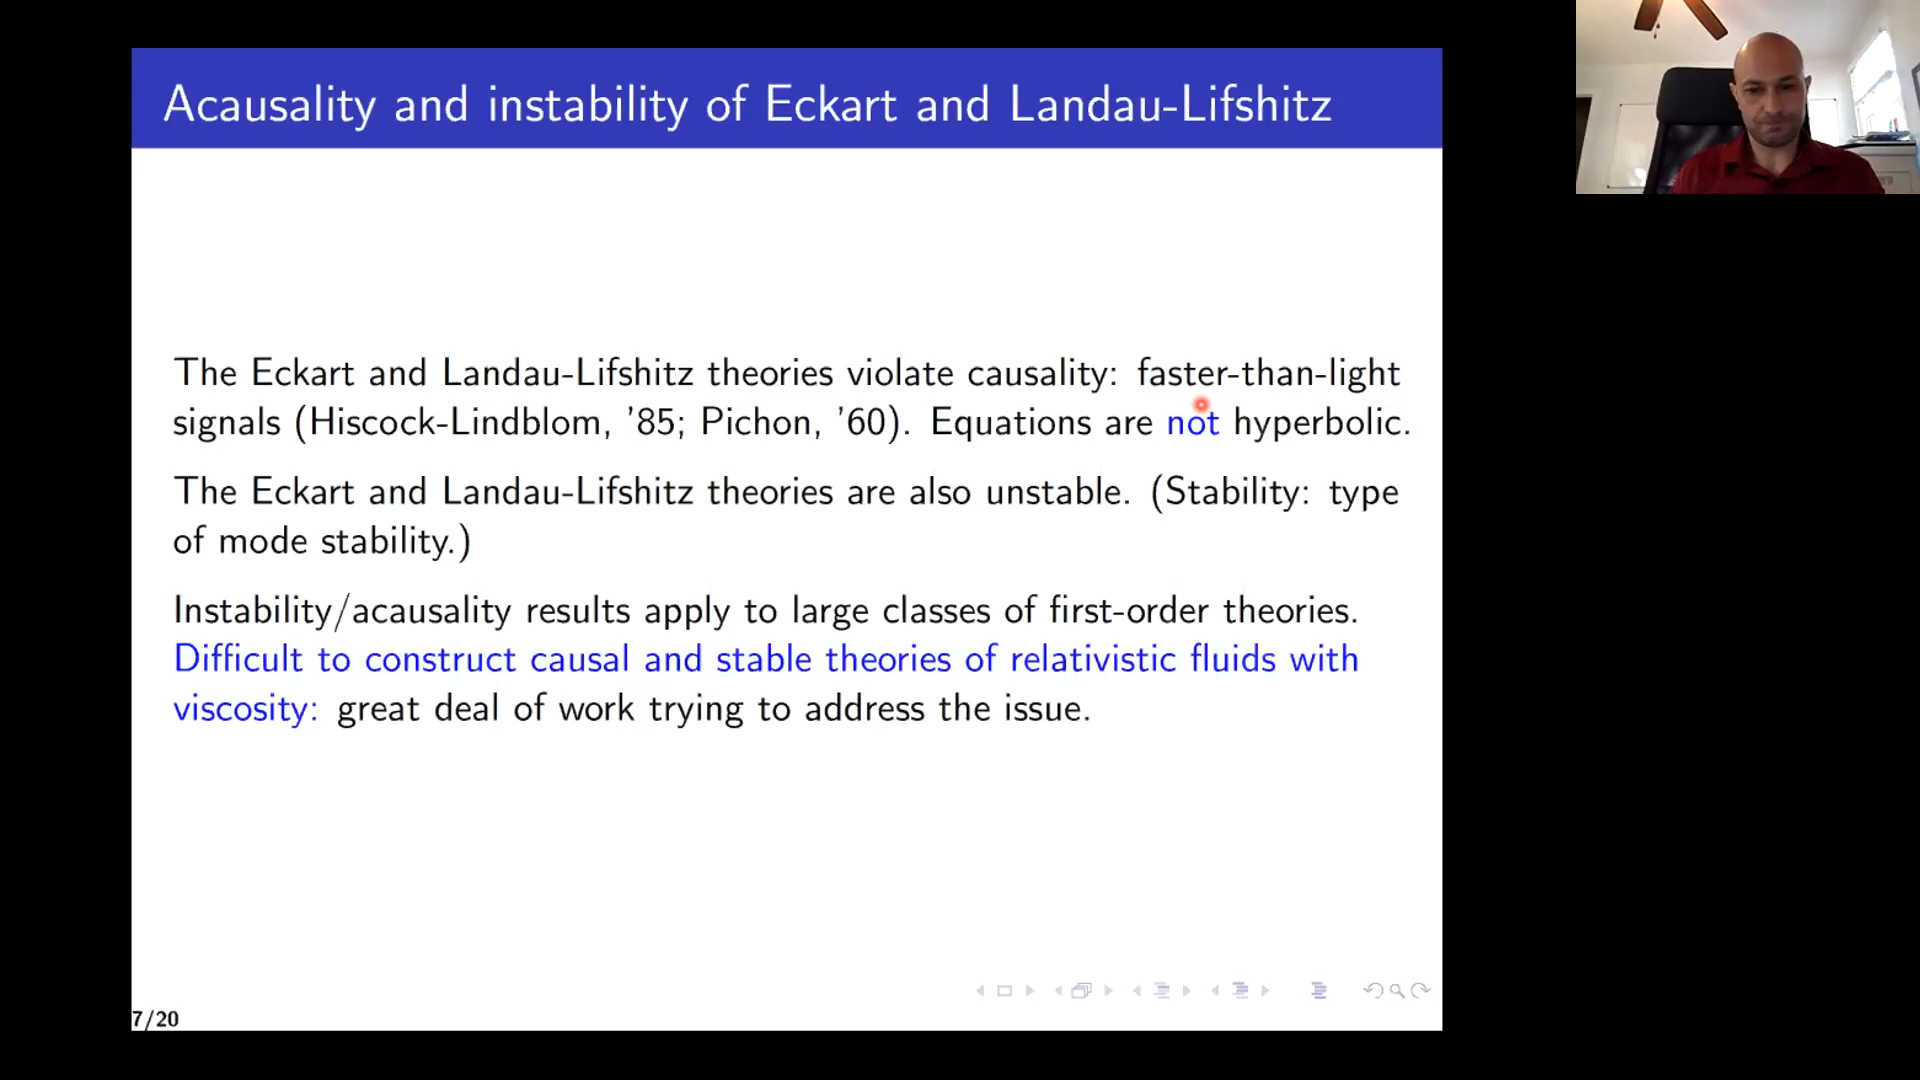 Acausality and instability of Eckart and Landau-Lifshitz
The Eckart and Landau-Lifshitz theories violate causality: faster-than-light
signals (Hiscock-Lindblom, ’85; Pichon, ’60). Equations are not hyperbolic.
The Eckart and Landau-Lifshitz theories are also unstable. (Stability: type
of mode stability.)
Instability/acausality results apply to large classes of first-order theories.
Difficult to construct causal and stable theories of relativistic fluids with
viscosity: great deal of work trying to address the issue.
7/20